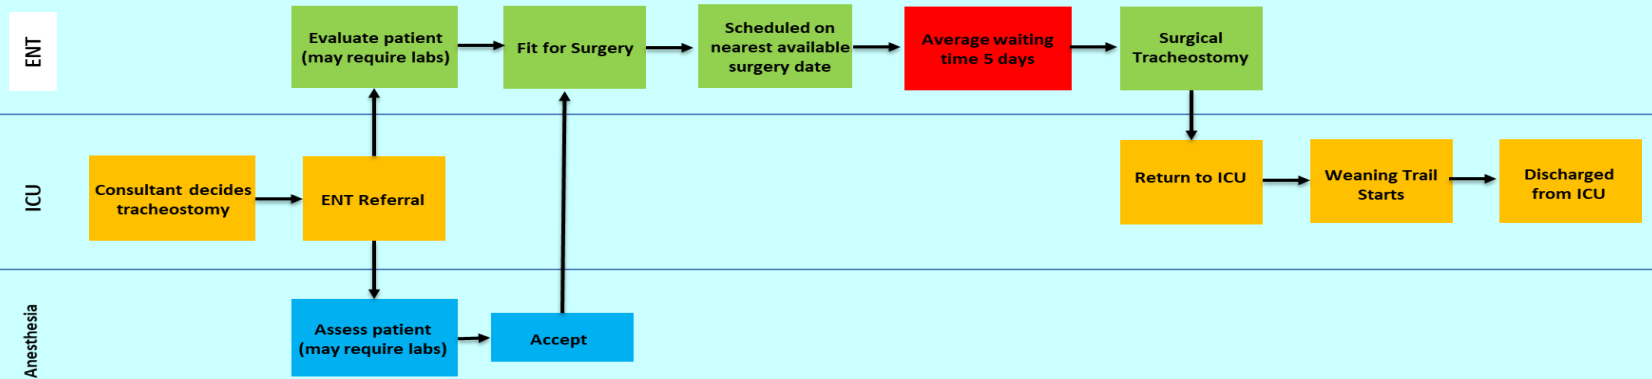 ENT
Evaluate patient
(may require labs)
Fit for Surgery
Scheduled on
nearest available
surgery date
Average waiting
time 5 days
Surgical
Tracheostomy
ICU
Consultant decides
tracheostomy
ENT Referral
Return to ICU
Weaning Trail
Starts
Discharged
from ICU
Anesthesia
Assess patient
(may require labs)
Accept